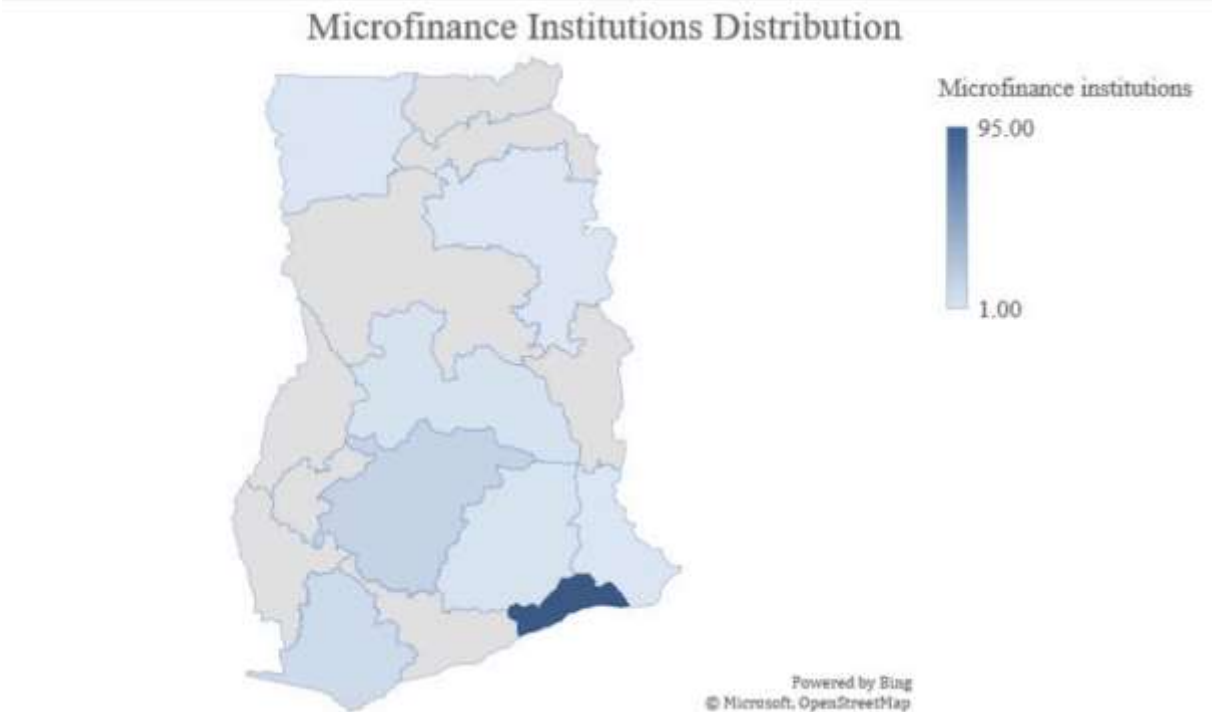 Microfinance Institutions Distribution
Microfinance institutions
95.00
1.00
Powered by Bing
© Microsoft, OpenStreetMap